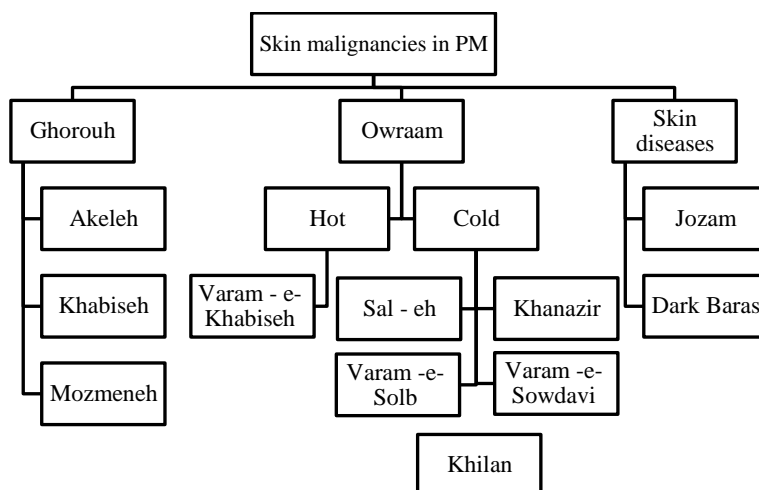 Skin malignancies in PM
Ghorouh
Owraam
Skin
diseases
Akeleh
Khabiseh
Mozmeneh
Hot
Cold
Varam - e-
Khabiseh
Sal - eh
Khanazir
Varam -e-
Solb
Varam -e-
Sowdavi
Khilan
Jozam
Dark Baras